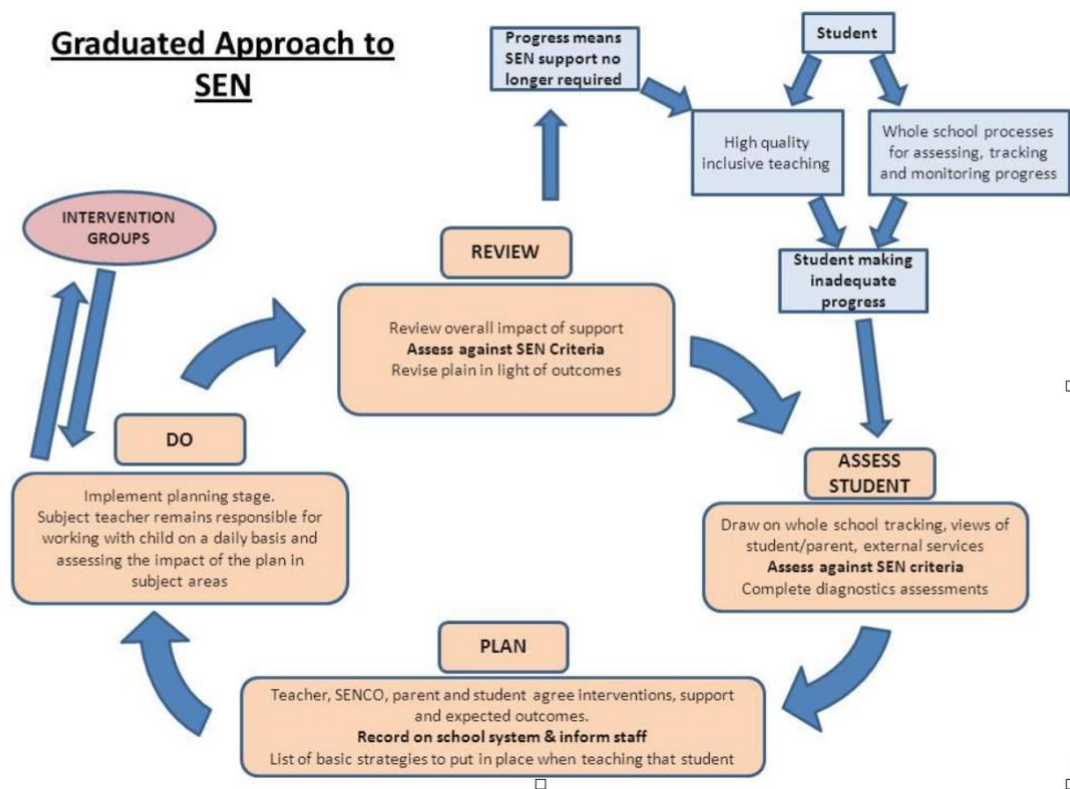 Graduated Approach to
SEN
Progress means
SEN support no
longer required
Student
High quality
inclusive teaching
Whole school processes
for assessing, tracking
and monitoring progress
Student making
inadequate
progress
INTERVENTION
GROUPS
REVIEW
Review overall impact of support
Assess against SEN Criteria
Revise plain in light of outcomes
DO
Implement planning stage.
Subject teacher remains responsible for
working with child on a daily basis and
assessing the impact of the plan in
subject areas
ASSESS
STUDENT
Draw on whole school tracking, views of
student/parent, external services
Assess against SEN criteria
Complete diagnostics assessments
PLAN
Teacher, SENCO, parent and student agree interventions, support
and expected outcomes.
Record on school system & inform staff
List of basic strategies to put in place when teaching that student